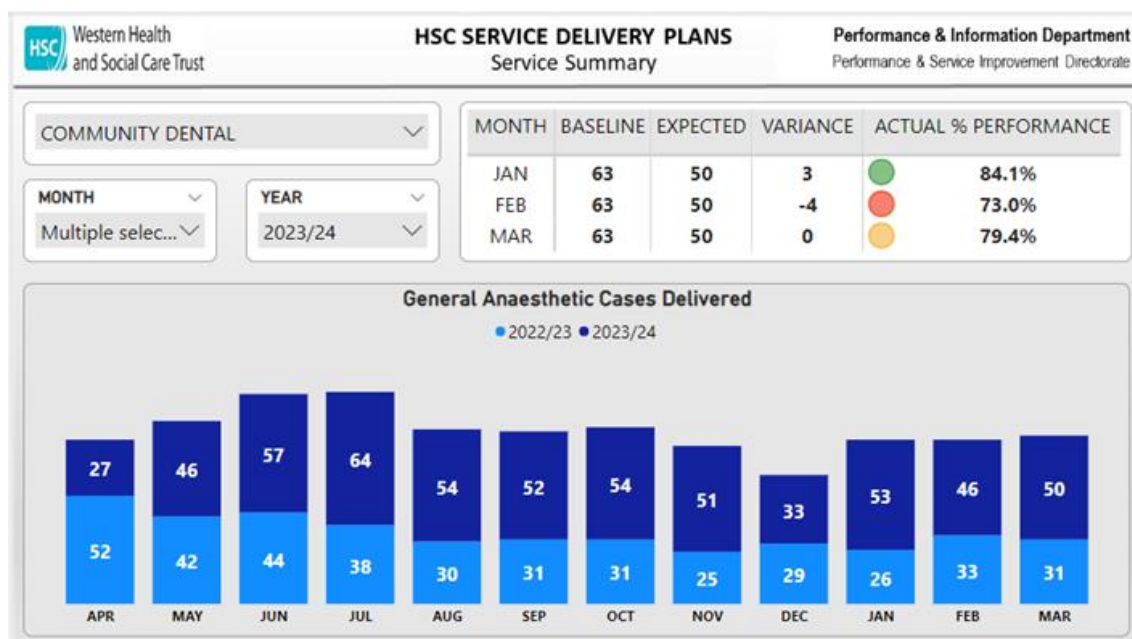 HSC
Western Health
and Social Care Trust
HSC SERVICE DELIVERY PLANS
Service Summary
Performance & Information Department
Performance & Service Improvement Directorate
COMMUNITY DENTAL
MONTH
Multiple selec...
YEAR
2023/24
MONTH BASELINE EXPECTED VARIANCE ACTUAL % PERFORMANCE
JAN 63 50 3 84.1%
FEB 63 50 -4 73.0%
MAR 63 50 0 79.4%
General Anaesthetic Cases Delivered
2022/23 2023/24
27 46 57 64 54 52 54 51 33 53 46 50
52 42 44 38 30 31 31 25 29 26 33 31
APR MAY JUN JUL AUG SEP OCT NOV DEC JAN FEB MAR